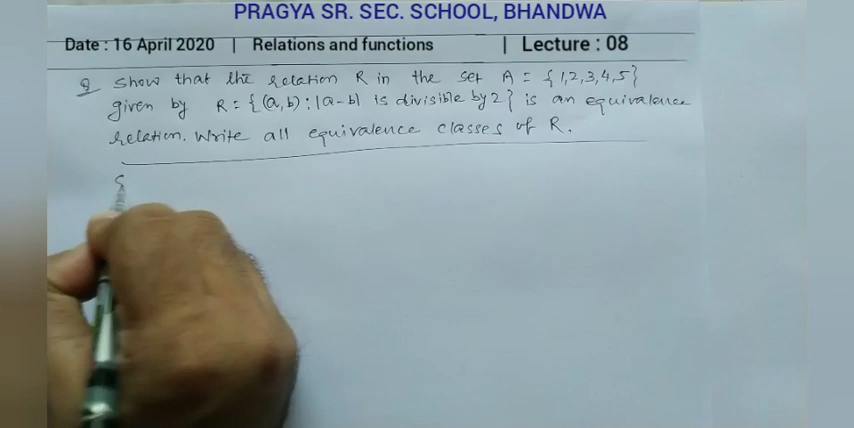 PRAGYA SR. SEC. SCHOOL, BHANDWA
Date : 16 April 2020 | Relations and functions | Lecture : 08
Q Show that the relation R in the set A = {1,2,3,4,5}
given by R = {(a,b) : |a-b| is divisible by 2} is an equivalence
relation. Write all equivalence classes of R.
S